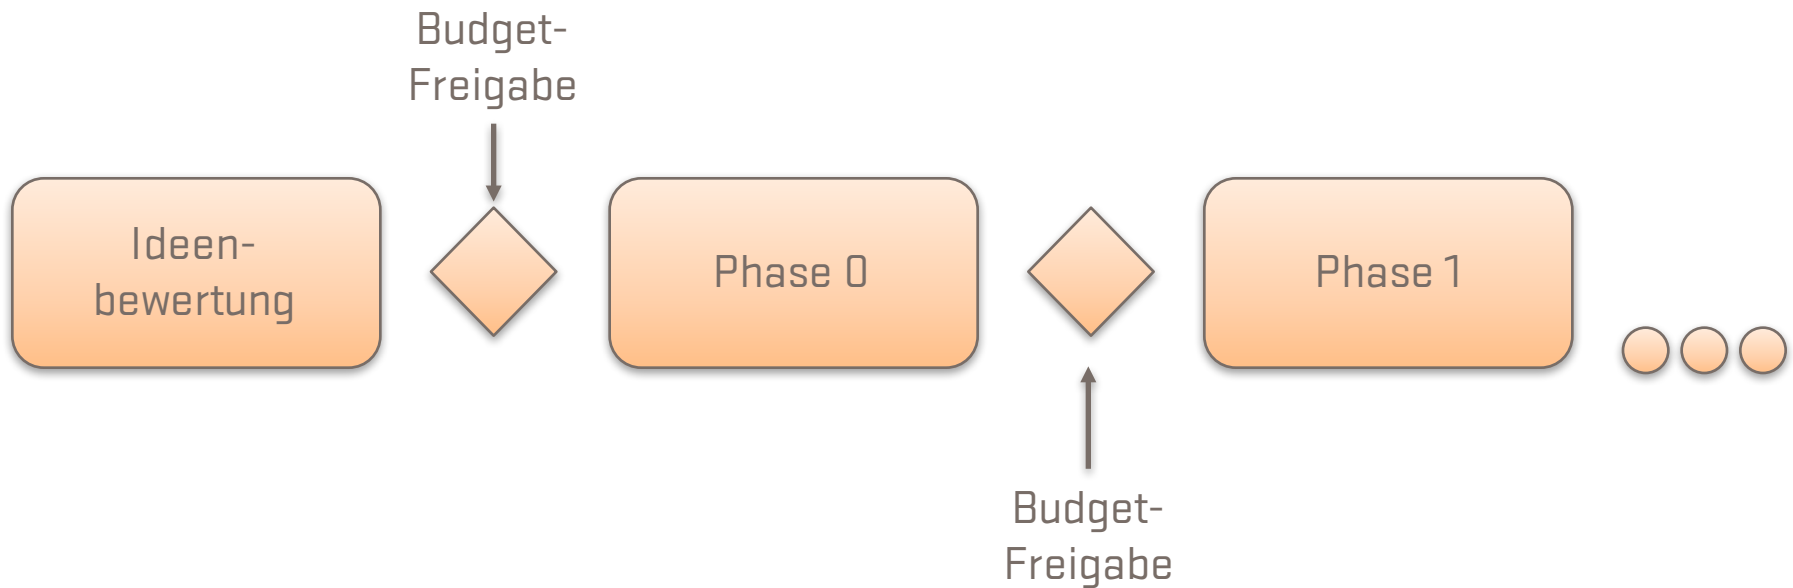 Budget-
Freigabe
Ideen-
bewertung
Phase 0
Phase 1
Budget-
Freigabe